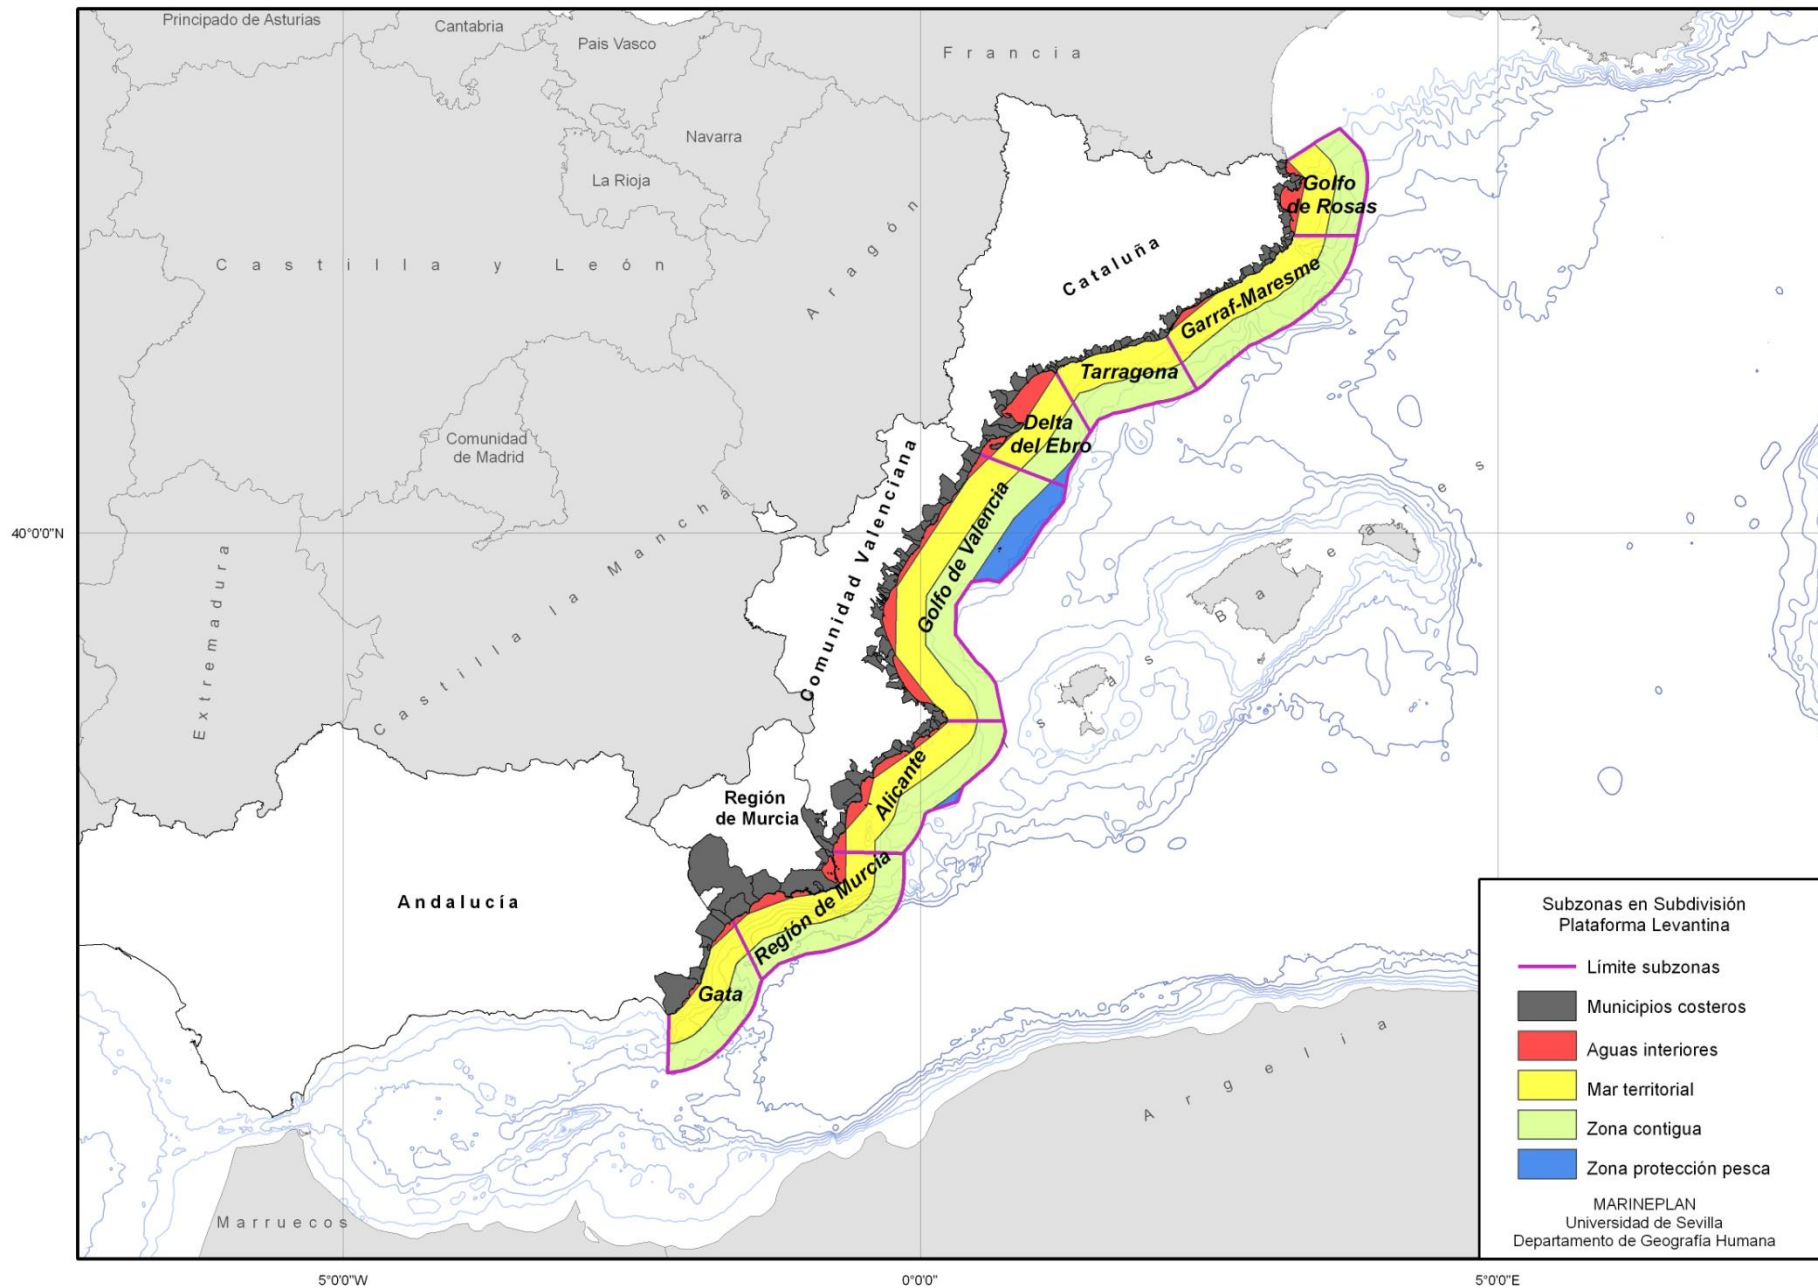 Principado de Asturias
Cantabria
Pais Vasco
Francia
Navarra
La Rioja
Castilla y León
Aragón
Cataluña
Golfo
de Rosas
Garraf-Maresme
Tarragona
Delta
del Ebro
Comunidad
de Madrid
Comunidad Valenciana
Golfo de Valencia
40°0'0"N
Extremadura
Castilla la Mancha
Islas Baleares
Alicante
Región
de Murcia
Región de Murcia
Andalucía
Gata
Argelia
Marruecos
Subzonas en Subdivisión
Plataforma Levantina
Límite subzonas
Municipios costeros
Aguas interiores
Mar territorial
Zona contigua
Zona protección pesca
MARINEPLAN
Universidad de Sevilla
Departamento de Geografía Humana
5°0'0"W
0°0'0"
5°0'0"E